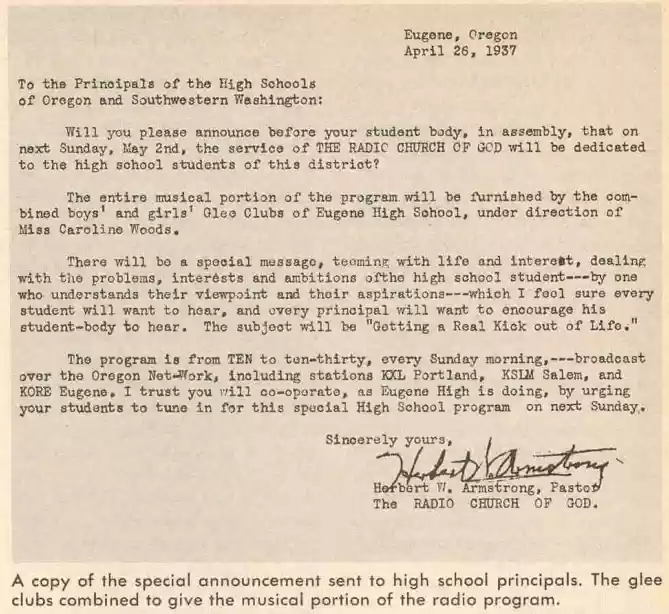 Eugene, Oregon
April 26, 1937
To the Principals of the High Schools
of Oregon and Southwestern Washington:
Will you please announce before your student body, in assembly, that on
next Sunday, May 2nd, the service of THE RADIO CHURCH OF GOD will be dedicated
to the high school students of this district?
The entire musical portion of the program will be furnished by the com-
bined boys' and girls' Glee Clubs of Eugene High School, under direction of
Miss Caroline Woods.
There will be a special message, teeming with life and interest, dealing
with the problems, interests and ambitions ofthe high school student---by one
who understands their viewpoint and their aspirations---which I feel sure every
student will want to hear, and every principal will want to encourage his
student-body to hear. The subject will be "Getting a Real Kick out of Life."
The program is from TEN to ten-thirty, every Sunday morning,---broadcast
over the Oregon Net-Work, including stations KXL Portland, KSLM Salem, and
KORE Eugene. I trust you will co-operate, as Eugene High is doing, by urging
your students to tune in for this special High School program on next Sunday.
Sincerely yours,
Herbert W. Armstrong
Herbert W. Armstrong, Pastor
The RADIO CHURCH OF GOD.
A copy of the special announcement sent to high school principals. The glee
clubs combined to give the musical portion of the radio program.